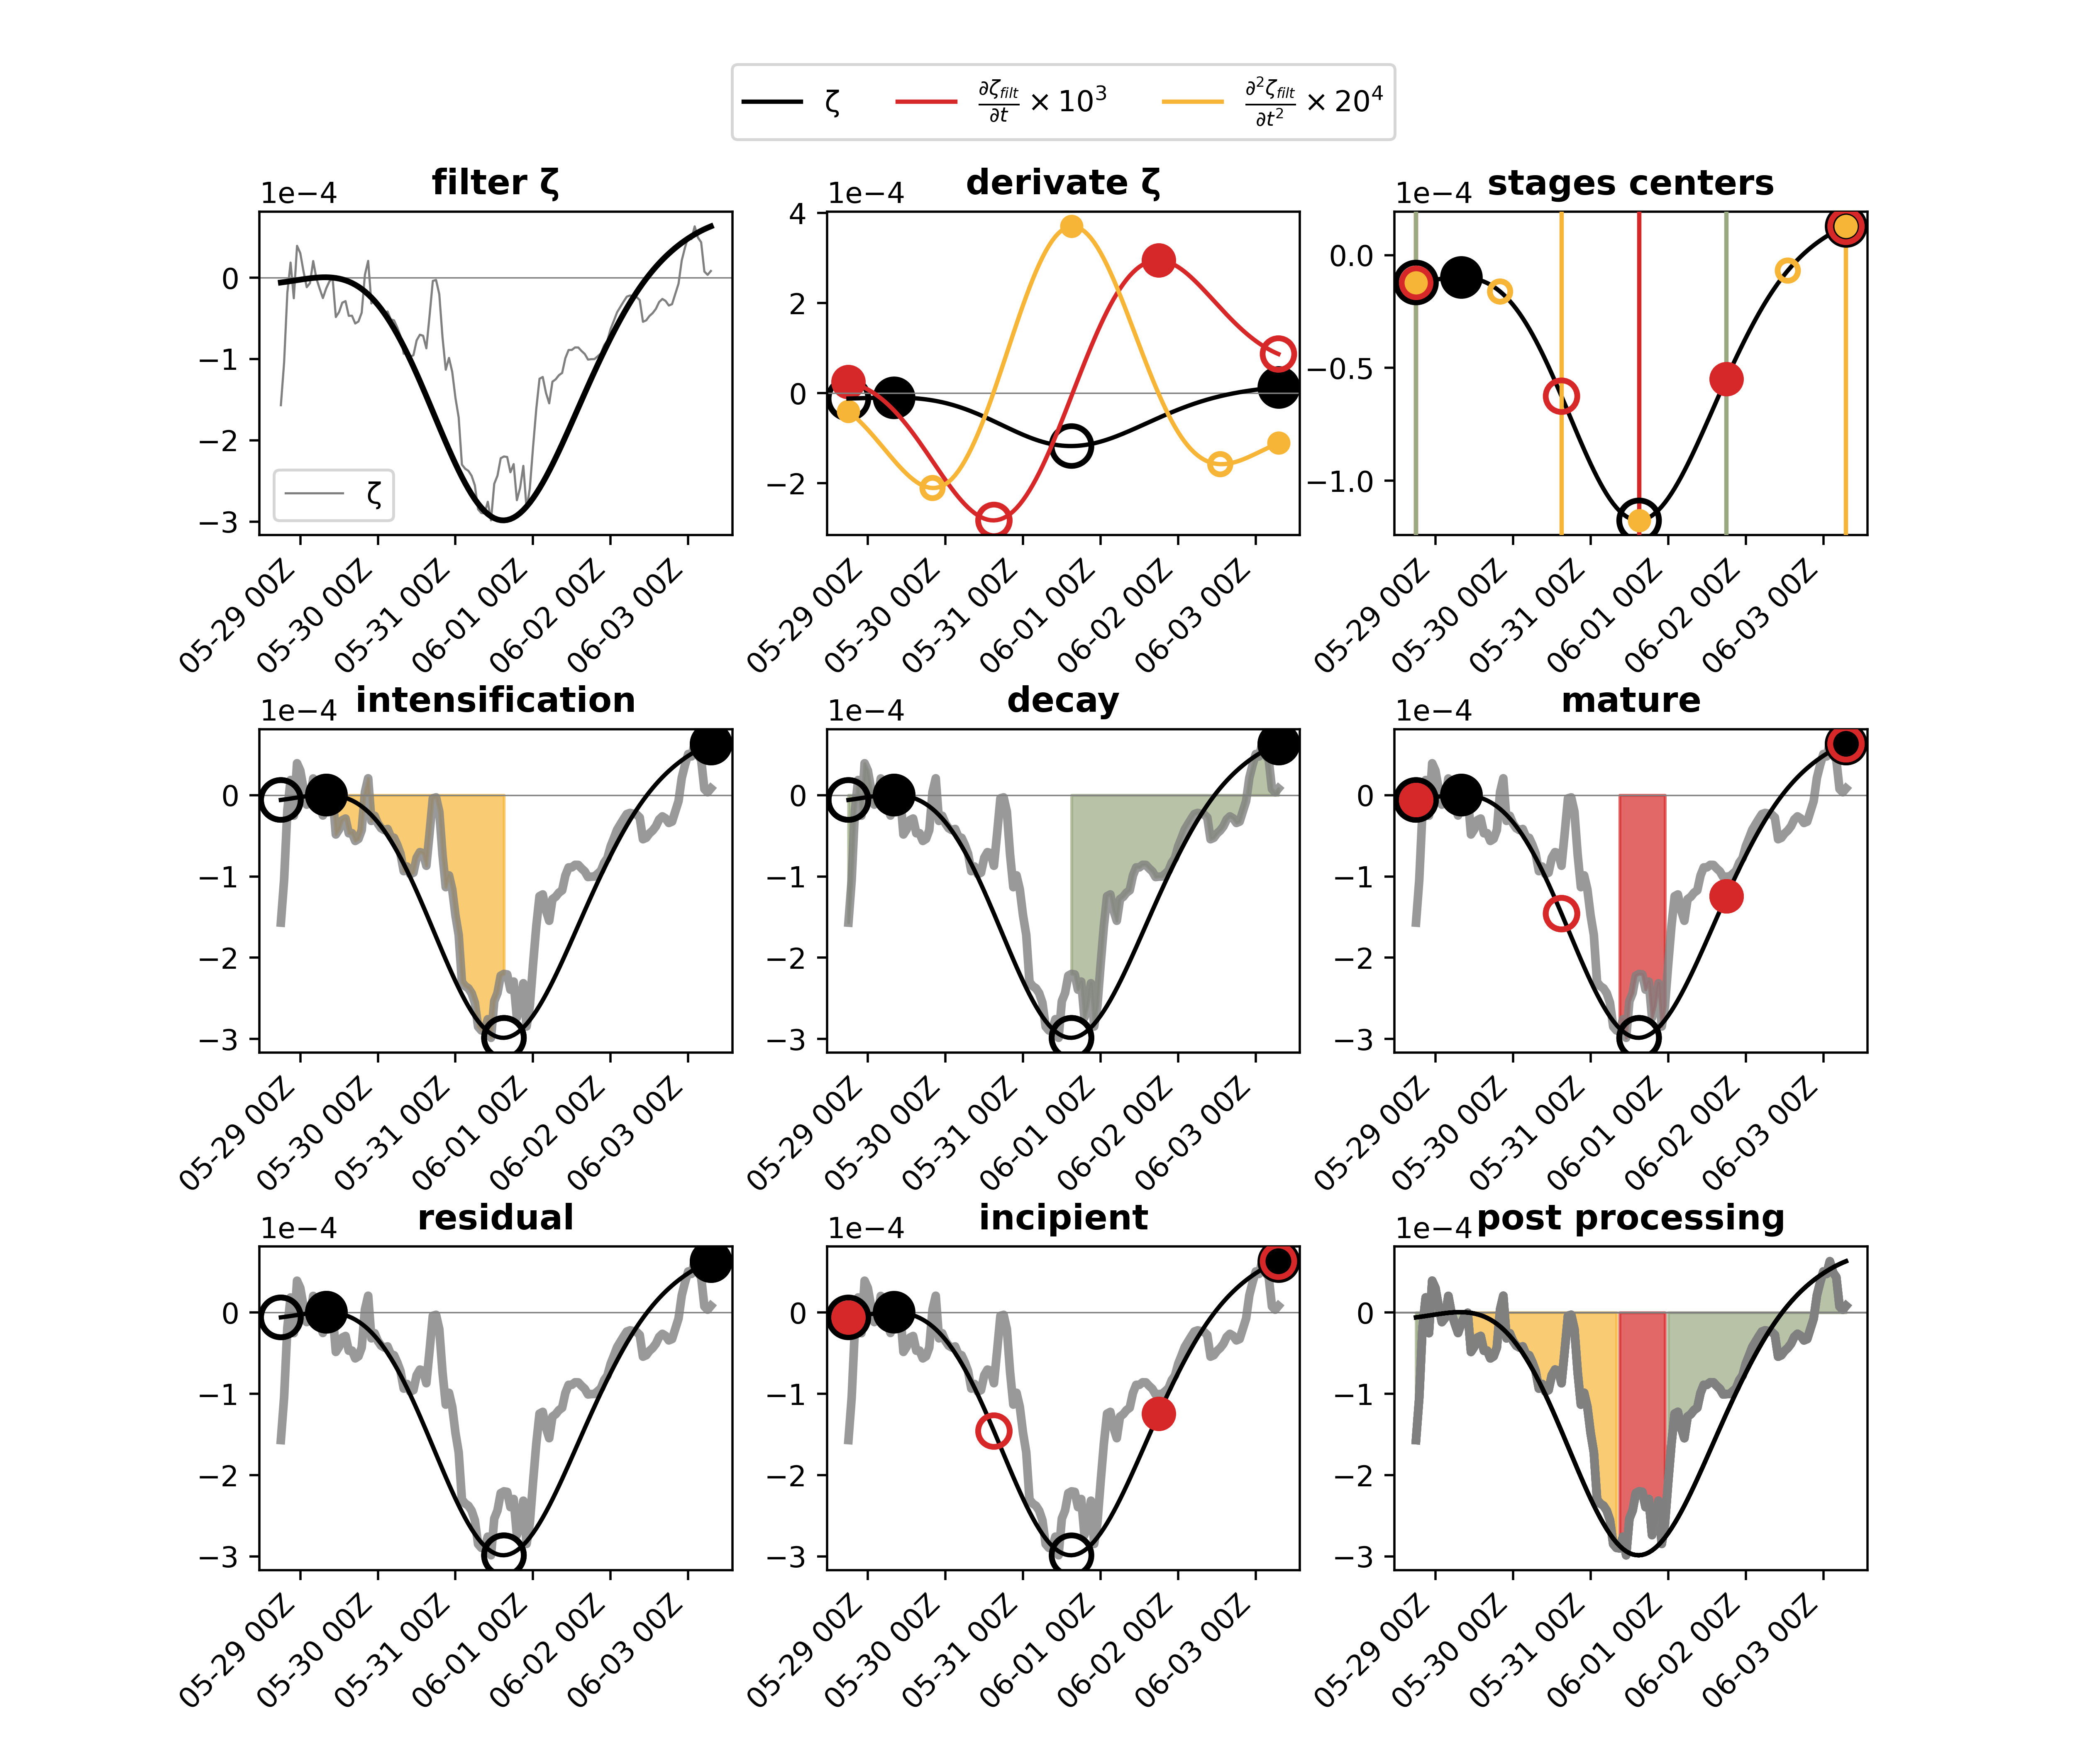 ζ ∂ζ_filt/∂t × 10³ ∂²ζ_filt/∂t² × 20⁴
filter ζ derivate ζ stages centers
1e−4 1e−4 1e−4
0
−1
−2
−3
ζ
4
2
0
−2
0.0
−0.5
−1.0
05-29 00Z 05-30 00Z 05-31 00Z 06-01 00Z 06-02 00Z 06-03 00Z
05-29 00Z 05-30 00Z 05-31 00Z 06-01 00Z 06-02 00Z 06-03 00Z
05-29 00Z 05-30 00Z 05-31 00Z 06-01 00Z 06-02 00Z 06-03 00Z
intensification decay mature
1e−4 1e−4 1e−4
0
−1
−2
−3
0
−1
−2
−3
0
−1
−2
−3
05-29 00Z 05-30 00Z 05-31 00Z 06-01 00Z 06-02 00Z 06-03 00Z
05-29 00Z 05-30 00Z 05-31 00Z 06-01 00Z 06-02 00Z 06-03 00Z
05-29 00Z 05-30 00Z 05-31 00Z 06-01 00Z 06-02 00Z 06-03 00Z
residual incipient post processing
1e−4 1e−4 1e−4
0
−1
−2
−3
0
−1
−2
−3
0
−1
−2
−3
05-29 00Z 05-30 00Z 05-31 00Z 06-01 00Z 06-02 00Z 06-03 00Z
05-29 00Z 05-30 00Z 05-31 00Z 06-01 00Z 06-02 00Z 06-03 00Z
05-29 00Z 05-30 00Z 05-31 00Z 06-01 00Z 06-02 00Z 06-03 00Z